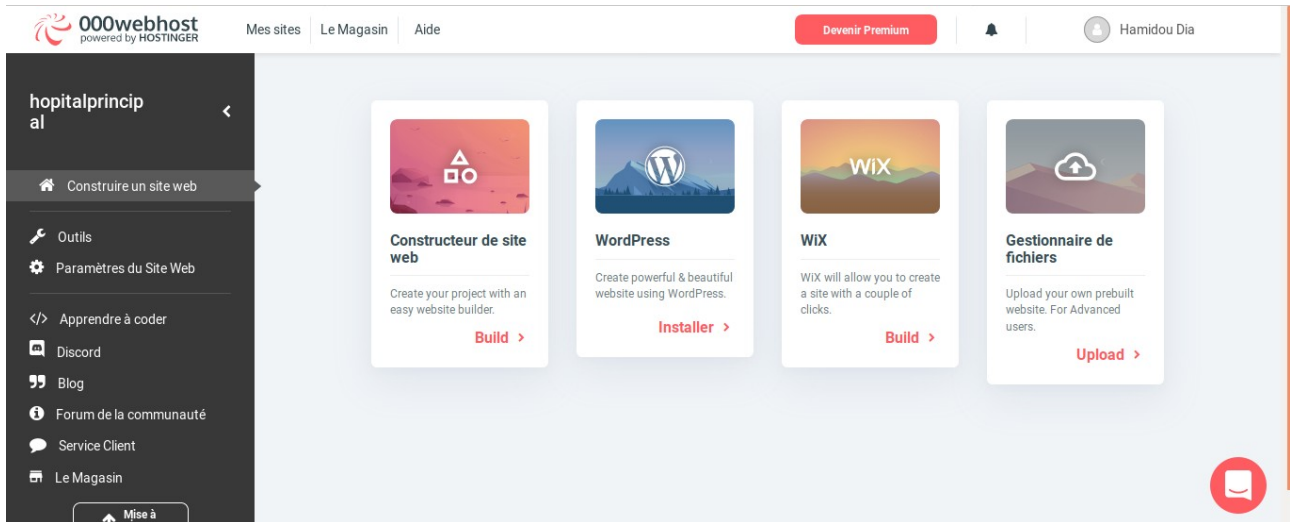 000webhost
powered by HOSTINGER
Mes sites
Le Magasin
Aide
Devenir Premium
Hamidou Dia
hopitalprincip
al
Construire un site web
Outils
Paramètres du Site Web
</> Apprendre à coder
Discord
Blog
Forum de la communauté
Service Client
Le Magasin
Mise à
Constructeur de site
web
Create your project with an
easy website builder.
Build >
WordPress
Create powerful & beautiful
website using WordPress.
Installer >
WiX
WiX
WiX will allow you to create
a site with a couple of
clicks.
Build >
Gestionnaire de
fichiers
Upload your own prebuilt
website. For Advanced
users.
Upload >